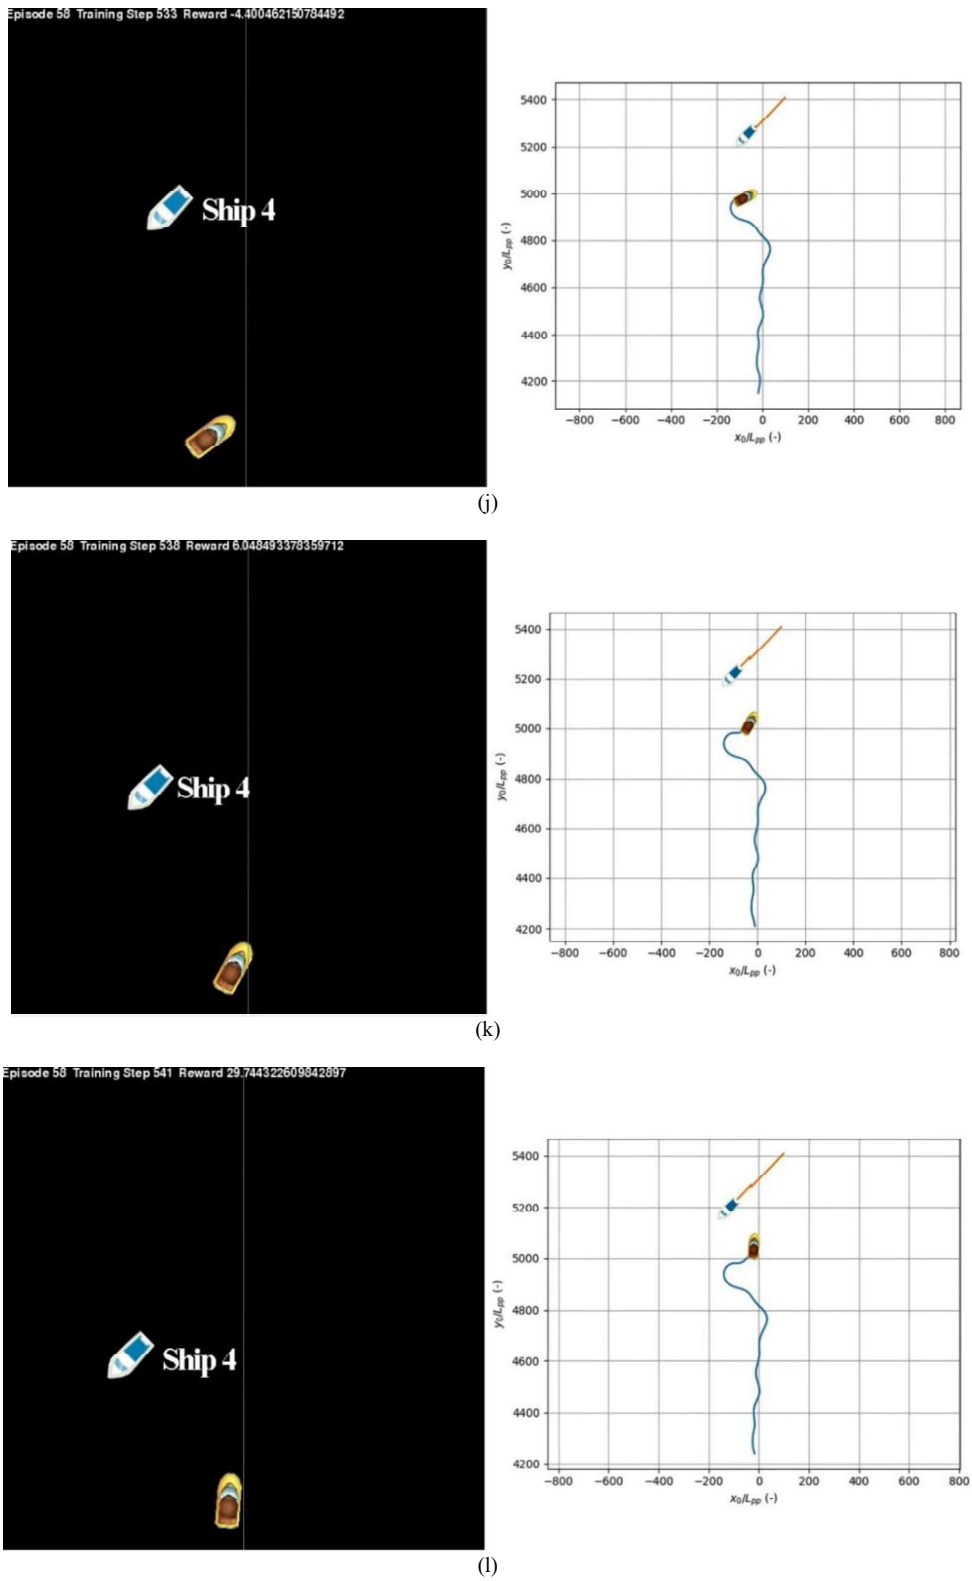 Episode 58 Training Step 533 Reward -4.400462150784492
Ship 4
5400
5200
5000
4800
4600
4400
4200
y₀/Lₚₚ (-)
−800 −600 −400 −200 0 200 400 600 800
x₀/Lₚₚ (-)
(j)
Episode 58 Training Step 538 Reward 6.048493378359712
Ship 4
5400
5200
5000
4800
4600
4400
4200
y₀/Lₚₚ (-)
−800 −600 −400 −200 0 200 400 600 800
x₀/Lₚₚ (-)
(k)
Episode 58 Training Step 541 Reward 29.744322609842897
Ship 4
5400
5200
5000
4800
4600
4400
4200
y₀/Lₚₚ (-)
−800 −600 −400 −200 0 200 400 600 800
x₀/Lₚₚ (-)
(l)